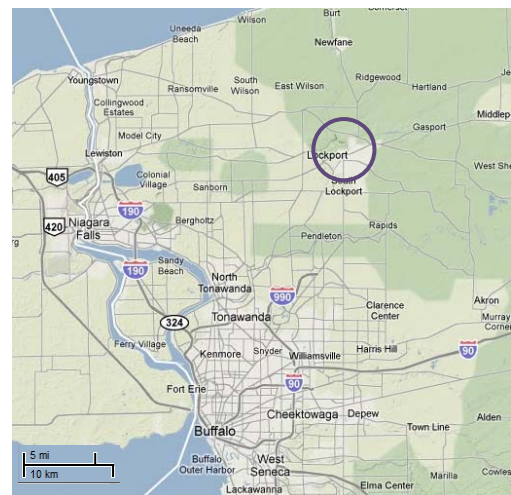 Burt
Somerset
Wilson
Uneeda
Beach
Newfane
Youngstown
Ransomville
South
Wilson
East Wilson
Ridgewood
Hartland
Collingwood
Estates
Model City
Gasport
Middlep
Lewiston
Lockport
West She
405
Colonial
Village
Sanborn
South
Lockport
190
420
Niagara
Falls
Bergholtz
Rapids
Pendleton
rg
190
Sandy
Beach
North
Tonawanda
990
Akron
324
Tonawanda
Clarence
Center
Murray
Corner
Ferry Village
Kenmore
Snyder
Williamsville
Harris Hill
90
Fort Erie
90
Cheektowaga
Depew
Alden
Buffalo
Town Line
5 mi
10 km
Buffalo
Outer Harbor
West
Seneca
Marilla
Cowles
Lackawanna
Elma Center